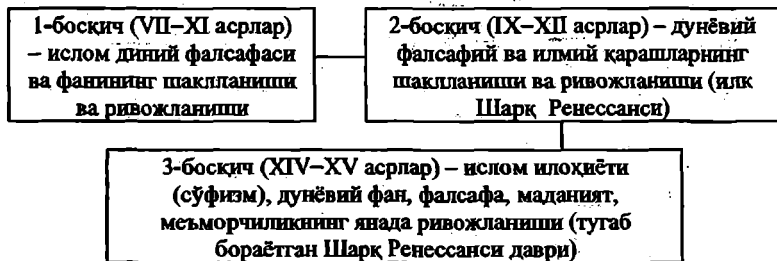 1-босқич (VII–XI асрлар)
– ислом диний фалсафаси
ва фанининг шаклланиши
ва ривожланиши
2-босқич (IX–XII асрлар) – дунёвий
фалсафий ва илмий қарашларнинг
шаклланиши ва ривожланиши (илк
Шарқ Ренессанси)
3-босқич (XIV–XV асрлар) – ислом илоҳиёти
(сўфизм), дунёвий фан, фалсафа, маданият,
меъморчиликнинг янада ривожланиши (тугаб
бораётган Шарқ Ренессанси даври)